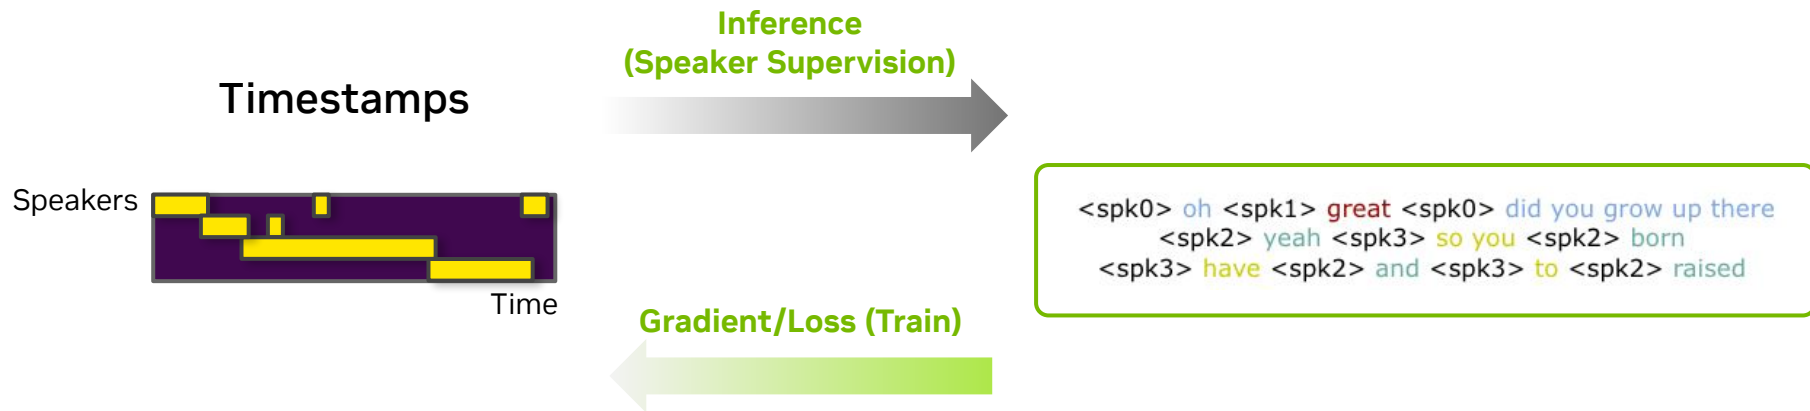 Inference
(Speaker Supervision)
Timestamps
Speakers
Time
<spk0> oh <spk1> great <spk0> did you grow up there
<spk2> yeah <spk3> so you <spk2> born
<spk3> have <spk2> and <spk3> to <spk2> raised
Gradient/Loss (Train)